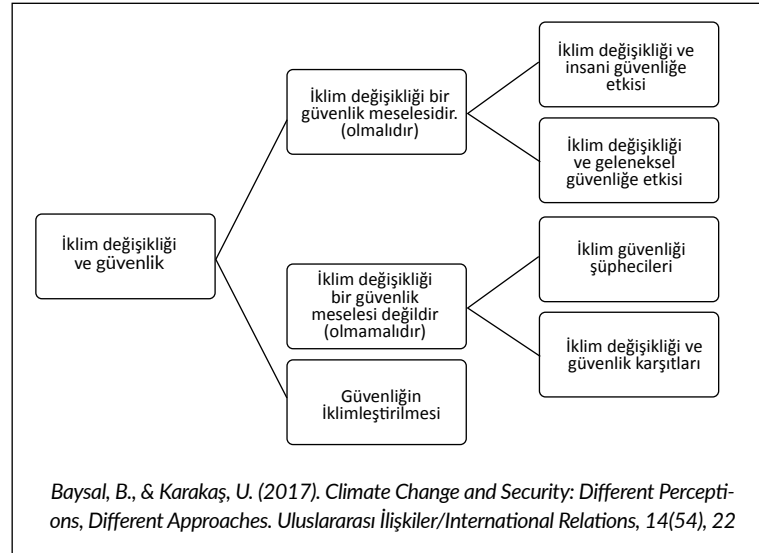 İklim değişikliği
ve güvenlik
İklim değişikliği bir
güvenlik meselesidir.
(olmalıdır)
İklim değişikliği ve
insani güvenliğe
etkisi
İklim değişikliği
ve geleneksel
güvenliğe etkisi
İklim değişikliği
bir güvenlik
meselesi değildir
(olmamalıdır)
İklim güvenliği
şüphecileri
İklim değişikliği ve
güvenlik karşıtları
Güvenliğin
İklimleştirilmesi
Baysal, B., & Karakaş, U. (2017). Climate Change and Security: Different Percepti-
ons, Different Approaches. Uluslararası İlişkiler/International Relations, 14(54), 22